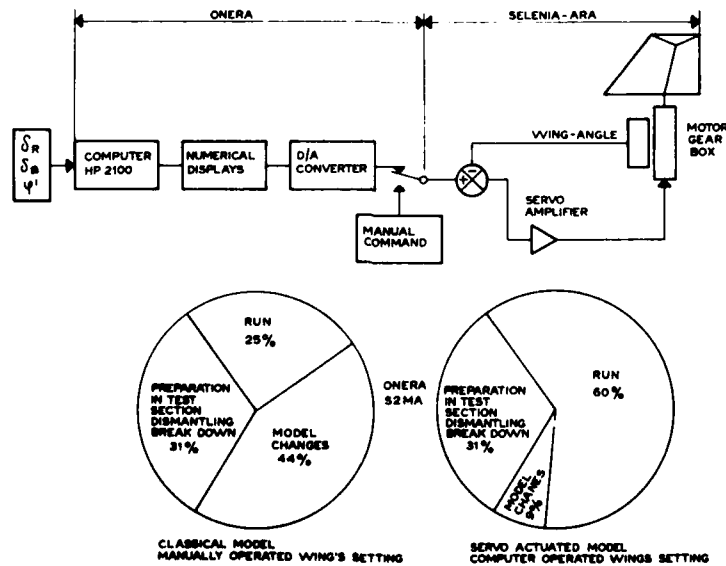 ONERA
SELENIA-ARA
δR
δB
φ'
COMPUTER
HP 2100
NUMERICAL
DISPLAYS
D/A
CONVERTER
MANUAL
COMMAND
+
-
WING-ANGLE
MOTOR
GEAR
BOX
SERVO
AMPLIFIER
RUN
25%
PREPARATION
IN TEST
SECTION
DISMANTLING
BREAK DOWN
31%
MODEL
CHANGES
44%
ONERA
S2MA
RUN
60%
PREPARATION
IN TEST
SECTION
DISMANTLING
BREAK DOWN
31%
MODEL
CHANES
9%
CLASSICAL MODEL
MANUALLY OPERATED WING'S SETTING
SERVO ACTUATED MODEL
COMPUTER OPERATED WINGS SETTING